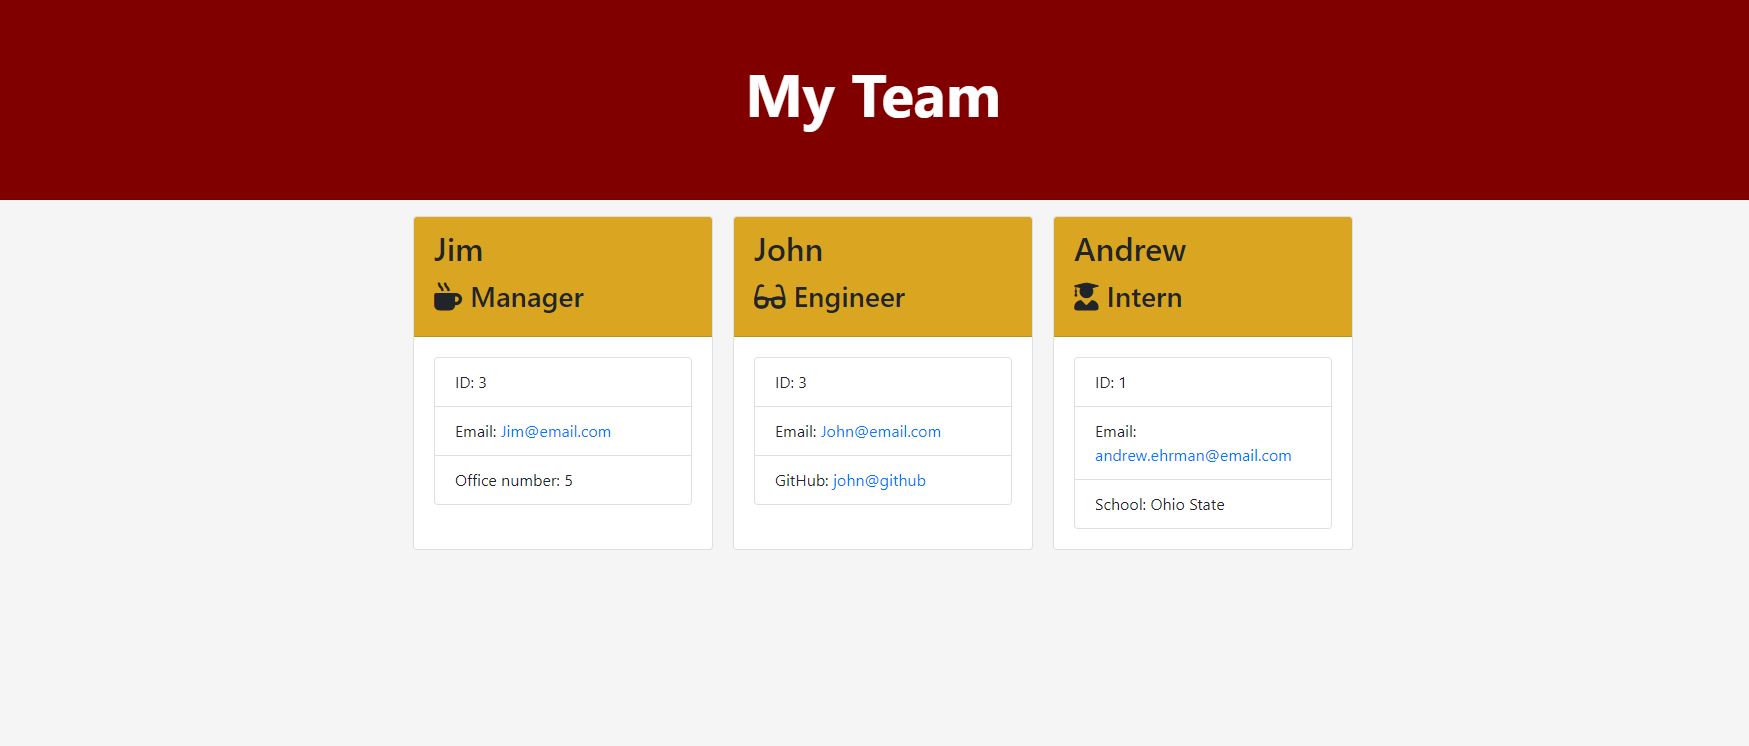 My Team
Jim
Manager
ID: 3
Email: Jim@email.com
Office number: 5
John
Engineer
ID: 3
Email: John@email.com
GitHub: john@github
Andrew
Intern
ID: 1
Email:
andrew.ehrman@email.com
School: Ohio State